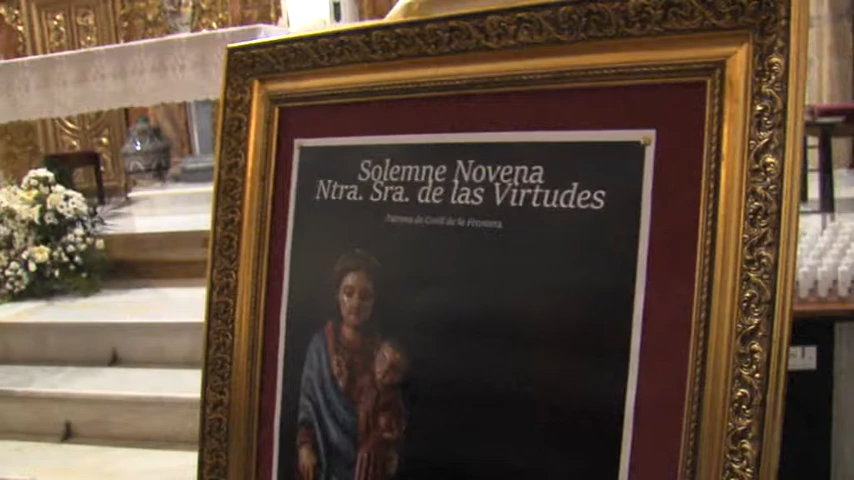 Solemne Novena
Ntra. Sra. de las Virtudes
Patrona de Conil de la Frontera